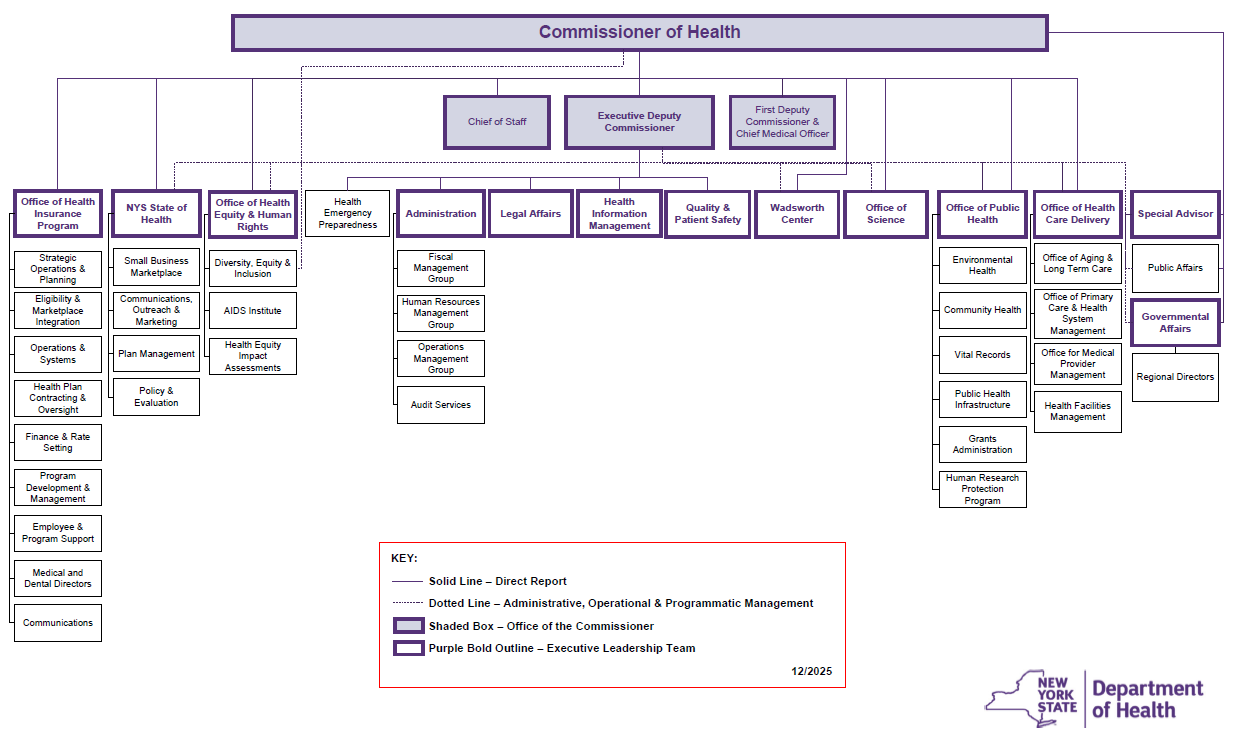 Commissioner of Health
Chief of Staff
Executive Deputy
Commissioner
First Deputy
Commissioner &
Chief Medical Officer
Office of Health
Insurance
Program
NYS State of
Health
Office of Health
Equity & Human
Rights
Health
Emergency
Preparedness
Administration
Legal Affairs
Health
Information
Management
Quality &
Patient Safety
Wadsworth
Center
Office of
Science
Office of Public
Health
Office of Health
Care Delivery
Special Advisor
Strategic
Operations &
Planning
Eligibility &
Marketplace
Integration
Operations &
Systems
Health Plan
Contracting &
Oversight
Finance & Rate
Setting
Program
Development &
Management
Employee &
Program Support
Medical and
Dental Directors
Communications
Small Business
Marketplace
Communications,
Outreach &
Marketing
Plan Management
Policy &
Evaluation
Diversity, Equity &
Inclusion
AIDS Institute
Health Equity
Impact
Assessments
Fiscal
Management
Group
Human Resources
Management
Group
Operations
Management
Group
Audit Services
Environmental
Health
Community Health
Vital Records
Public Health
Infrastructure
Grants
Administration
Human Research
Protection
Program
Office of Aging &
Long Term Care
Office of Primary
Care & Health
System
Management
Office for Medical
Provider
Management
Health Facilities
Management
Public Affairs
Governmental
Affairs
Regional Directors
KEY:
Solid Line – Direct Report
Dotted Line – Administrative, Operational & Programmatic Management
Shaded Box – Office of the Commissioner
Purple Bold Outline – Executive Leadership Team
12/2025
NEW
YORK
STATE
Department
of Health